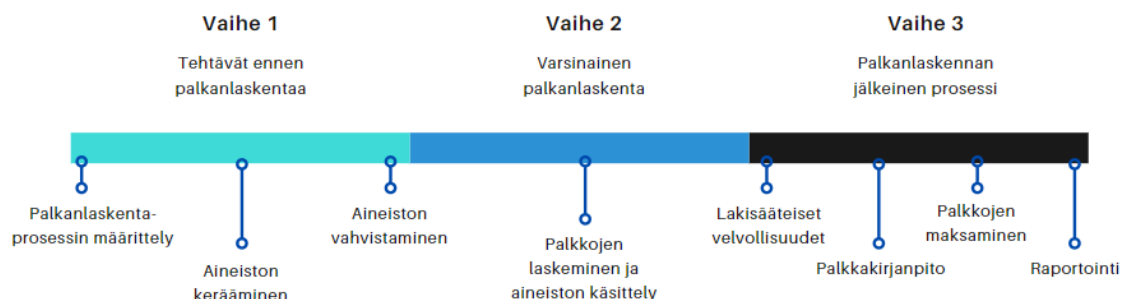 Vaihe 1
Tehtävät ennen
palkanlaskentaa
Vaihe 2
Varsinainen
palkanlaskenta
Vaihe 3
Palkanlaskennan
jälkeinen prosessi
Palkanlaskenta-
prosessin määrittely
Aineiston
kerääminen
Aineiston
vahvistaminen
Palkkojen
laskeminen ja
aineiston käsittely
Lakisääteiset
velvollisuudet
Palkkakirjanpito
Palkkojen
maksaminen
Raportointi